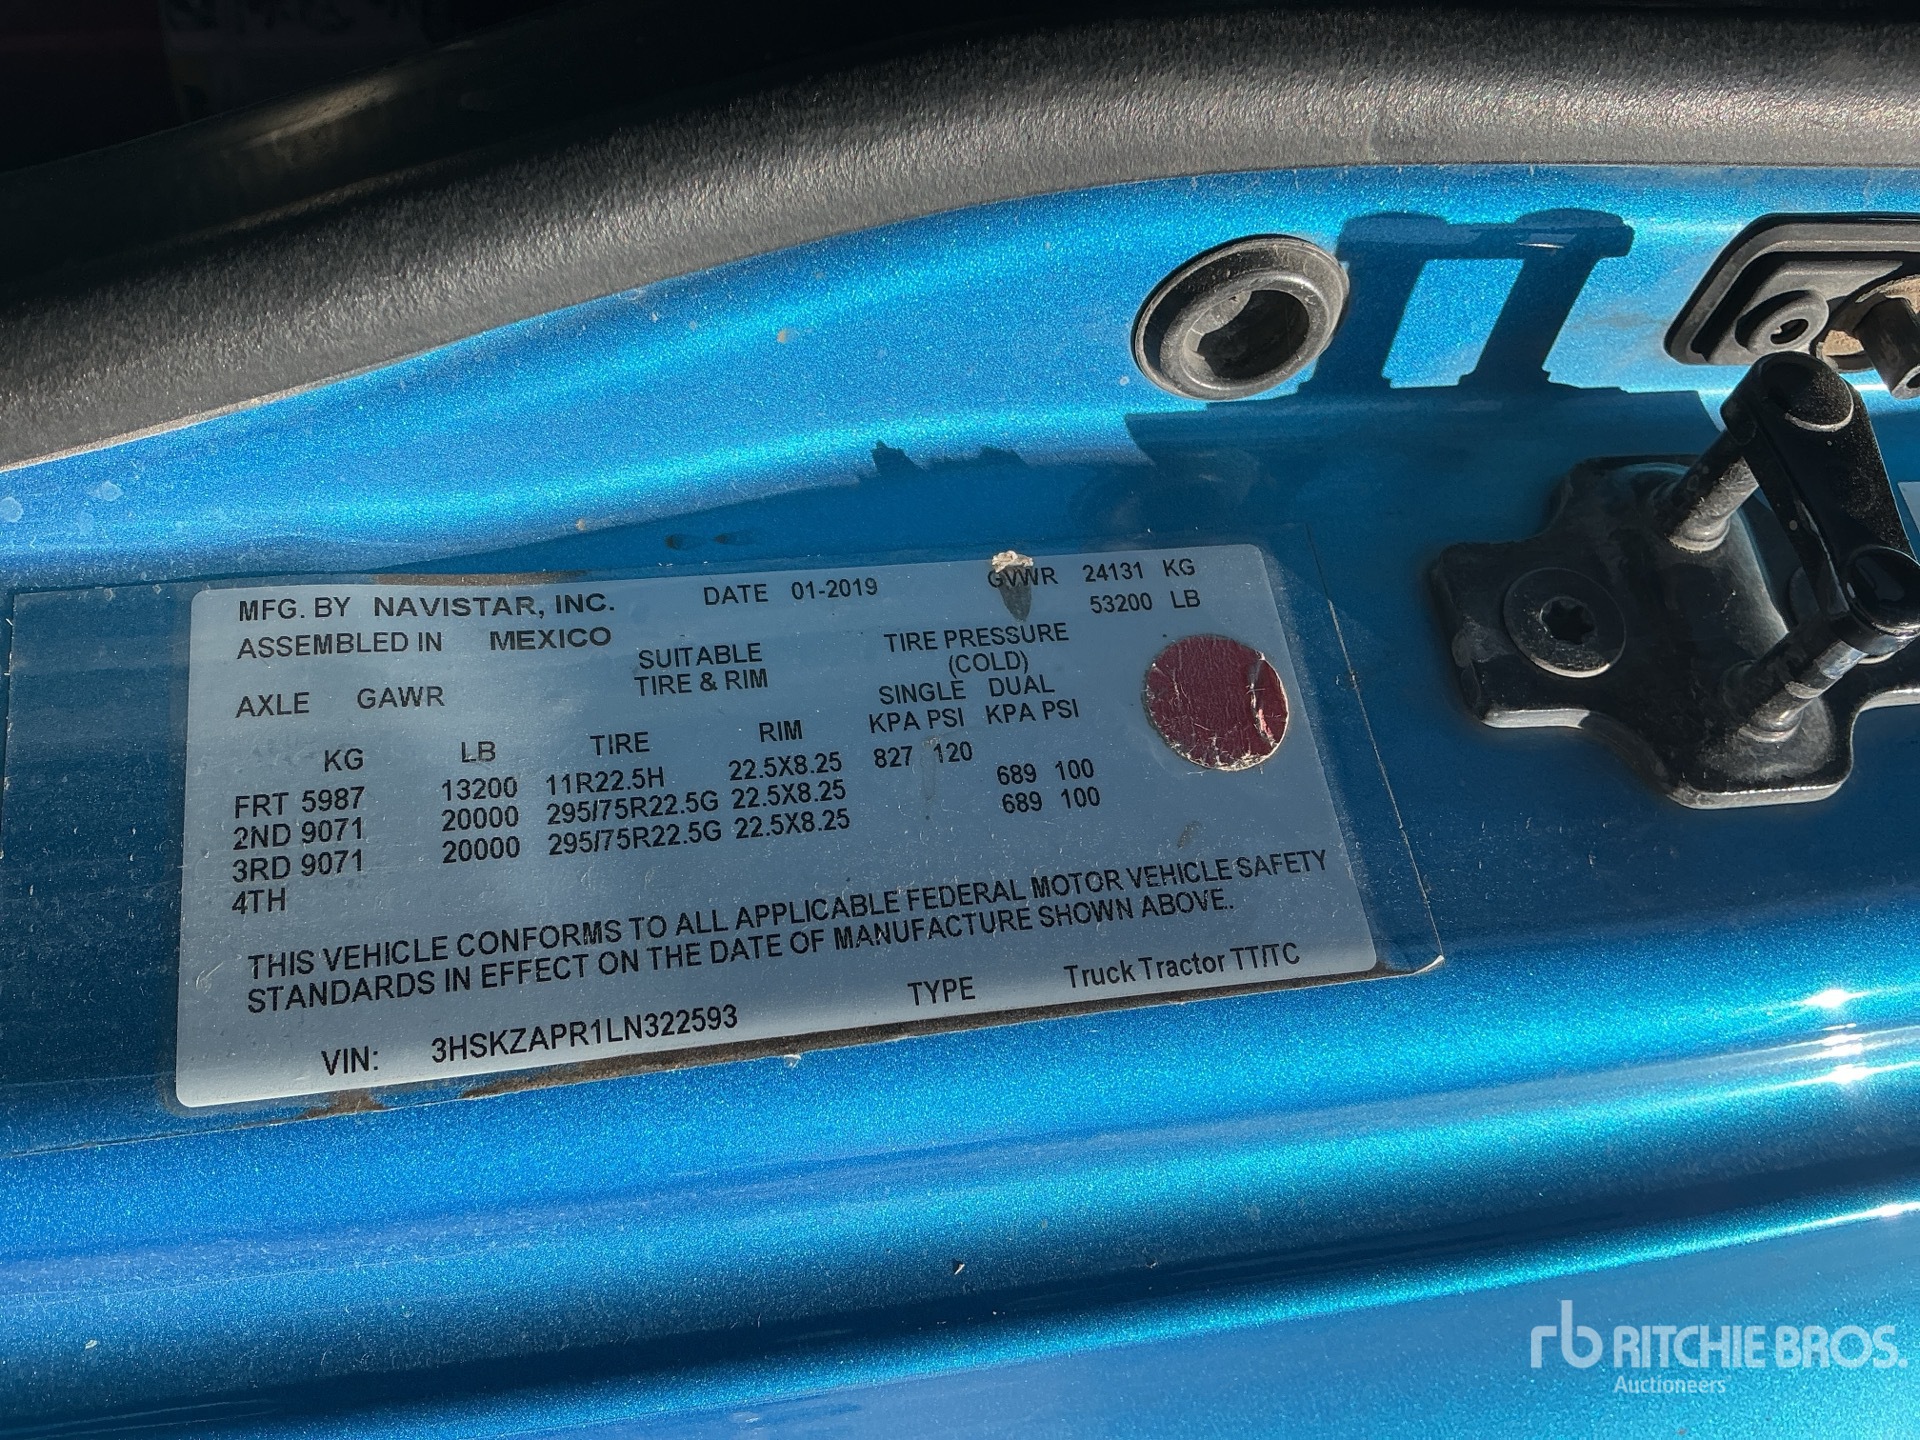 MFG. BY NAVISTAR, INC. DATE 01-2019 GVWR 24131 KG
53200 LB
ASSEMBLED IN MEXICO
SUITABLE TIRE PRESSURE
TIRE & RIM (COLD)
AXLE GAWR SINGLE DUAL
KG LB TIRE RIM KPA PSI KPA PSI
FRT 5987 13200 11R22.5H 22.5X8.25 827 120
2ND 9071 20000 295/75R22.5G 22.5X8.25 689 100
3RD 9071 20000 295/75R22.5G 22.5X8.25 689 100
4TH
THIS VEHICLE CONFORMS TO ALL APPLICABLE FEDERAL MOTOR VEHICLE SAFETY
STANDARDS IN EFFECT ON THE DATE OF MANUFACTURE SHOWN ABOVE..
VIN: 3HSKZAPR1LN322593 TYPE Truck Tractor TT/TC
rb RITCHIE BROS.
Auctioneers